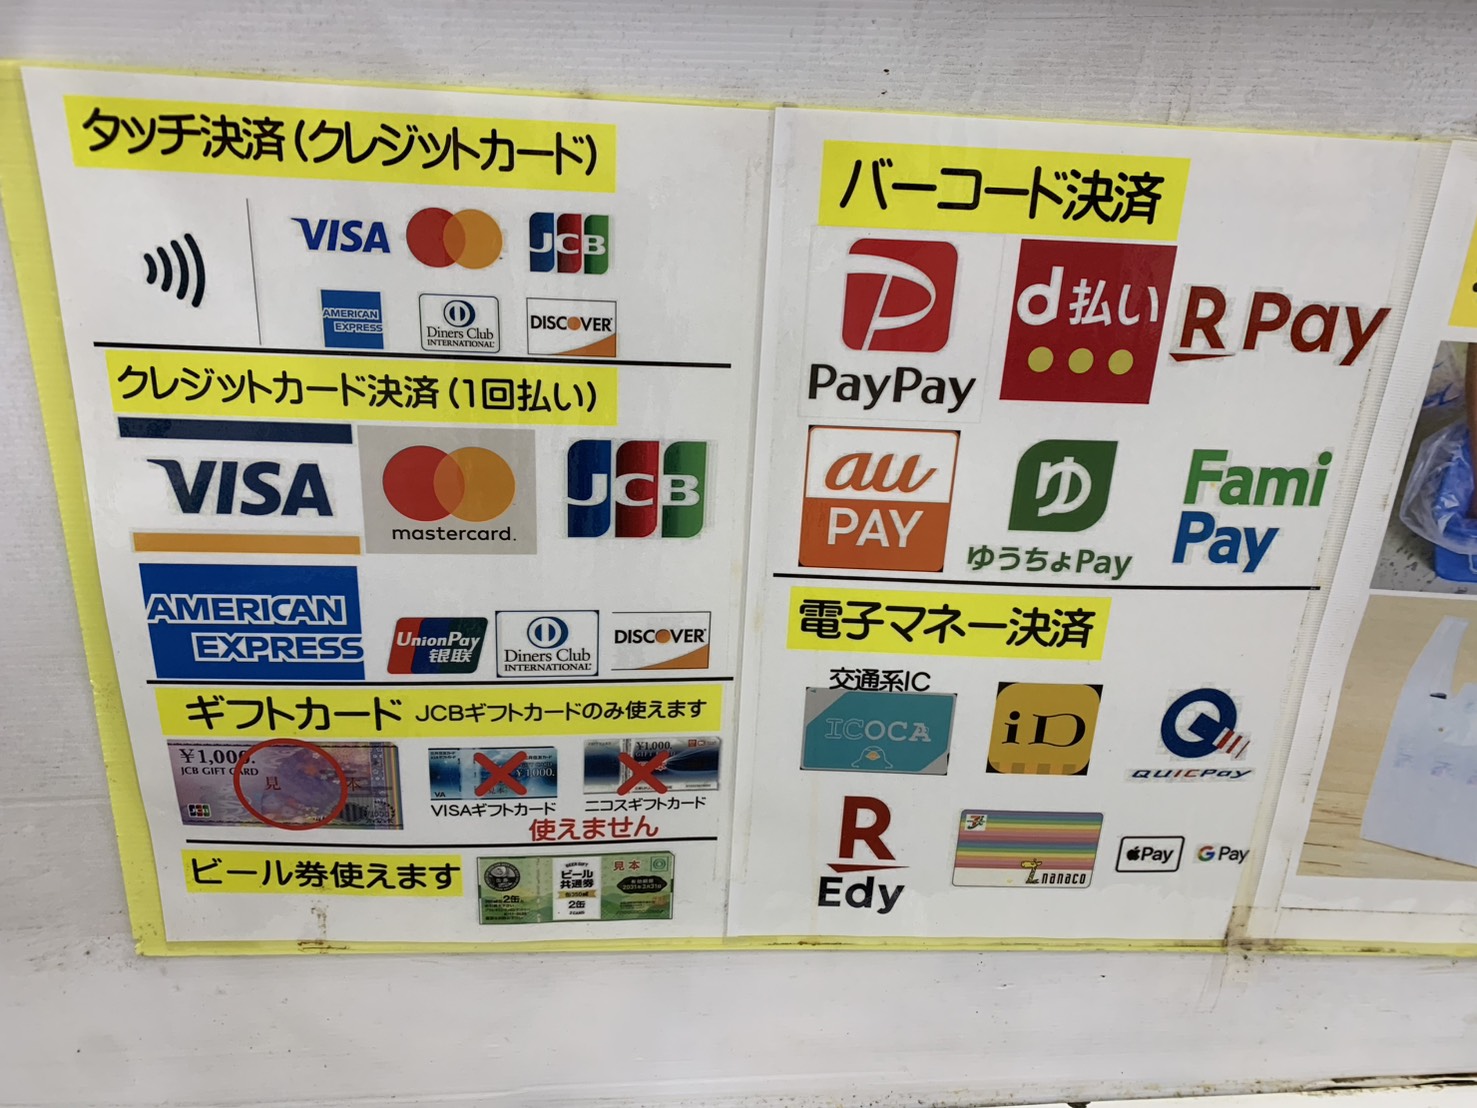 タッチ決済(クレジットカード)
VISA
JCB
AMERICAN
EXPRESS
Diners Club
INTERNATIONAL
DISCOVER
クレジットカード決済(1回払い)
VISA
mastercard.
JCB
AMERICAN
EXPRESS
UnionPay
银联
Diners Club
INTERNATIONAL
DISCOVER
ギフトカード JCBギフトカードのみ使えます
¥1,000.
JCB GIFT CARD
見 本
JCB
VISAギフトカード
¥1,000.
ニコスギフトカード
使えません
ビール券使えます
ビール
共通券
2缶
見本
バーコード決済
PayPay
d払い
R Pay
au
PAY
ゆ
ゆうちょPay
Fami
Pay
電子マネー決済
交通系IC
ICOCA
iD
QUICPay
R
Edy
nanaco
Pay
G Pay